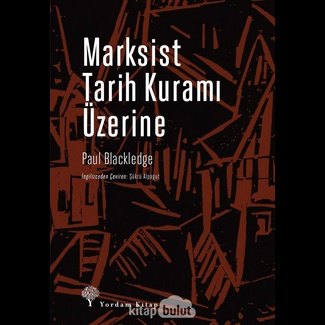 Marksist
Tarih Kuramı
Üzerine
Paul Blackledge
İngilizceden Çeviren: Şükrü Alpagut
Yordam Kitap
kitap bulut